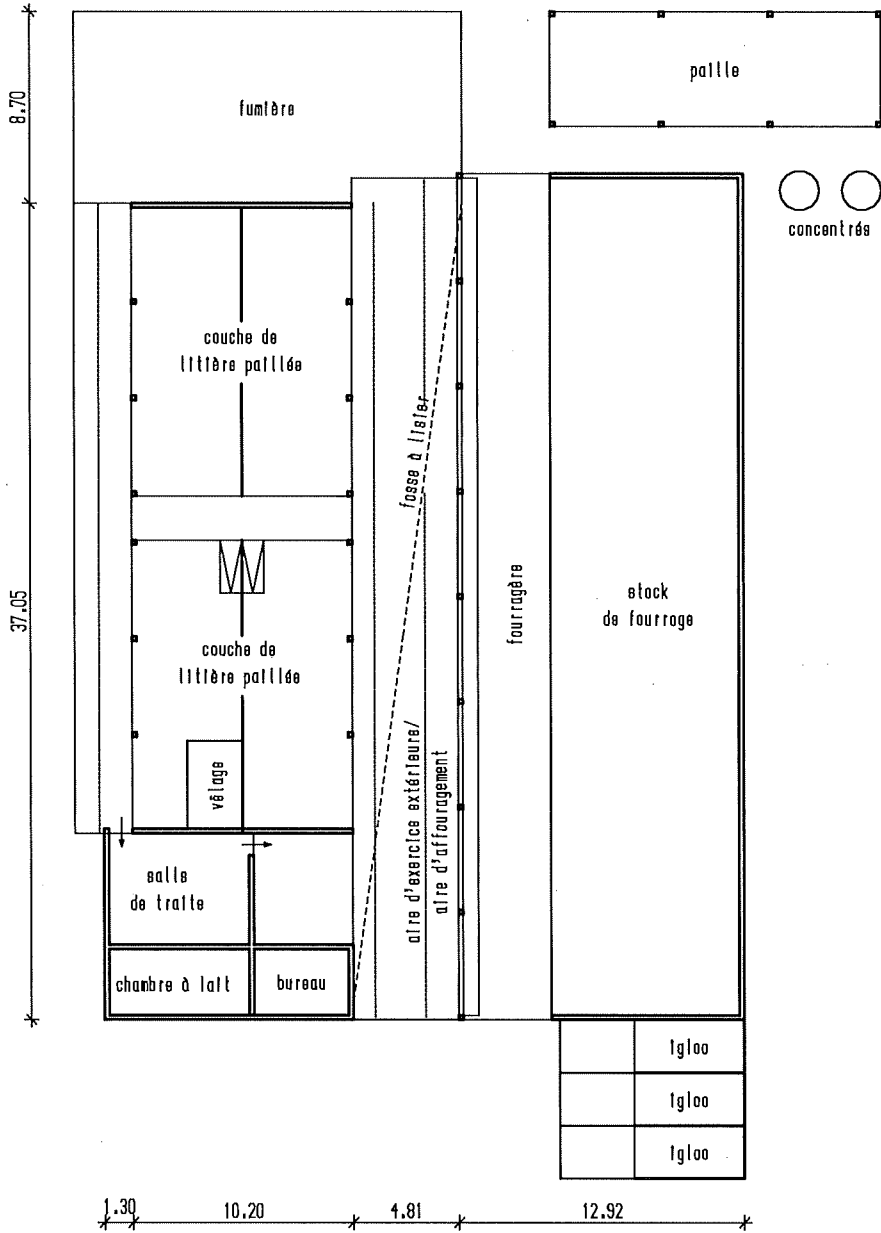 8.70
fumière
paille
concentrés
couche de
litière paillée
fosse à lisier
37.05
fourragère
stock
de fourroge
couche de
litière paillée
vêlage
aire d'exercice extérieure/
aire d'affouragement
salle
de traite
chambre à lait
bureau
igloo
igloo
igloo
1.30
10.20
4.81
12.92